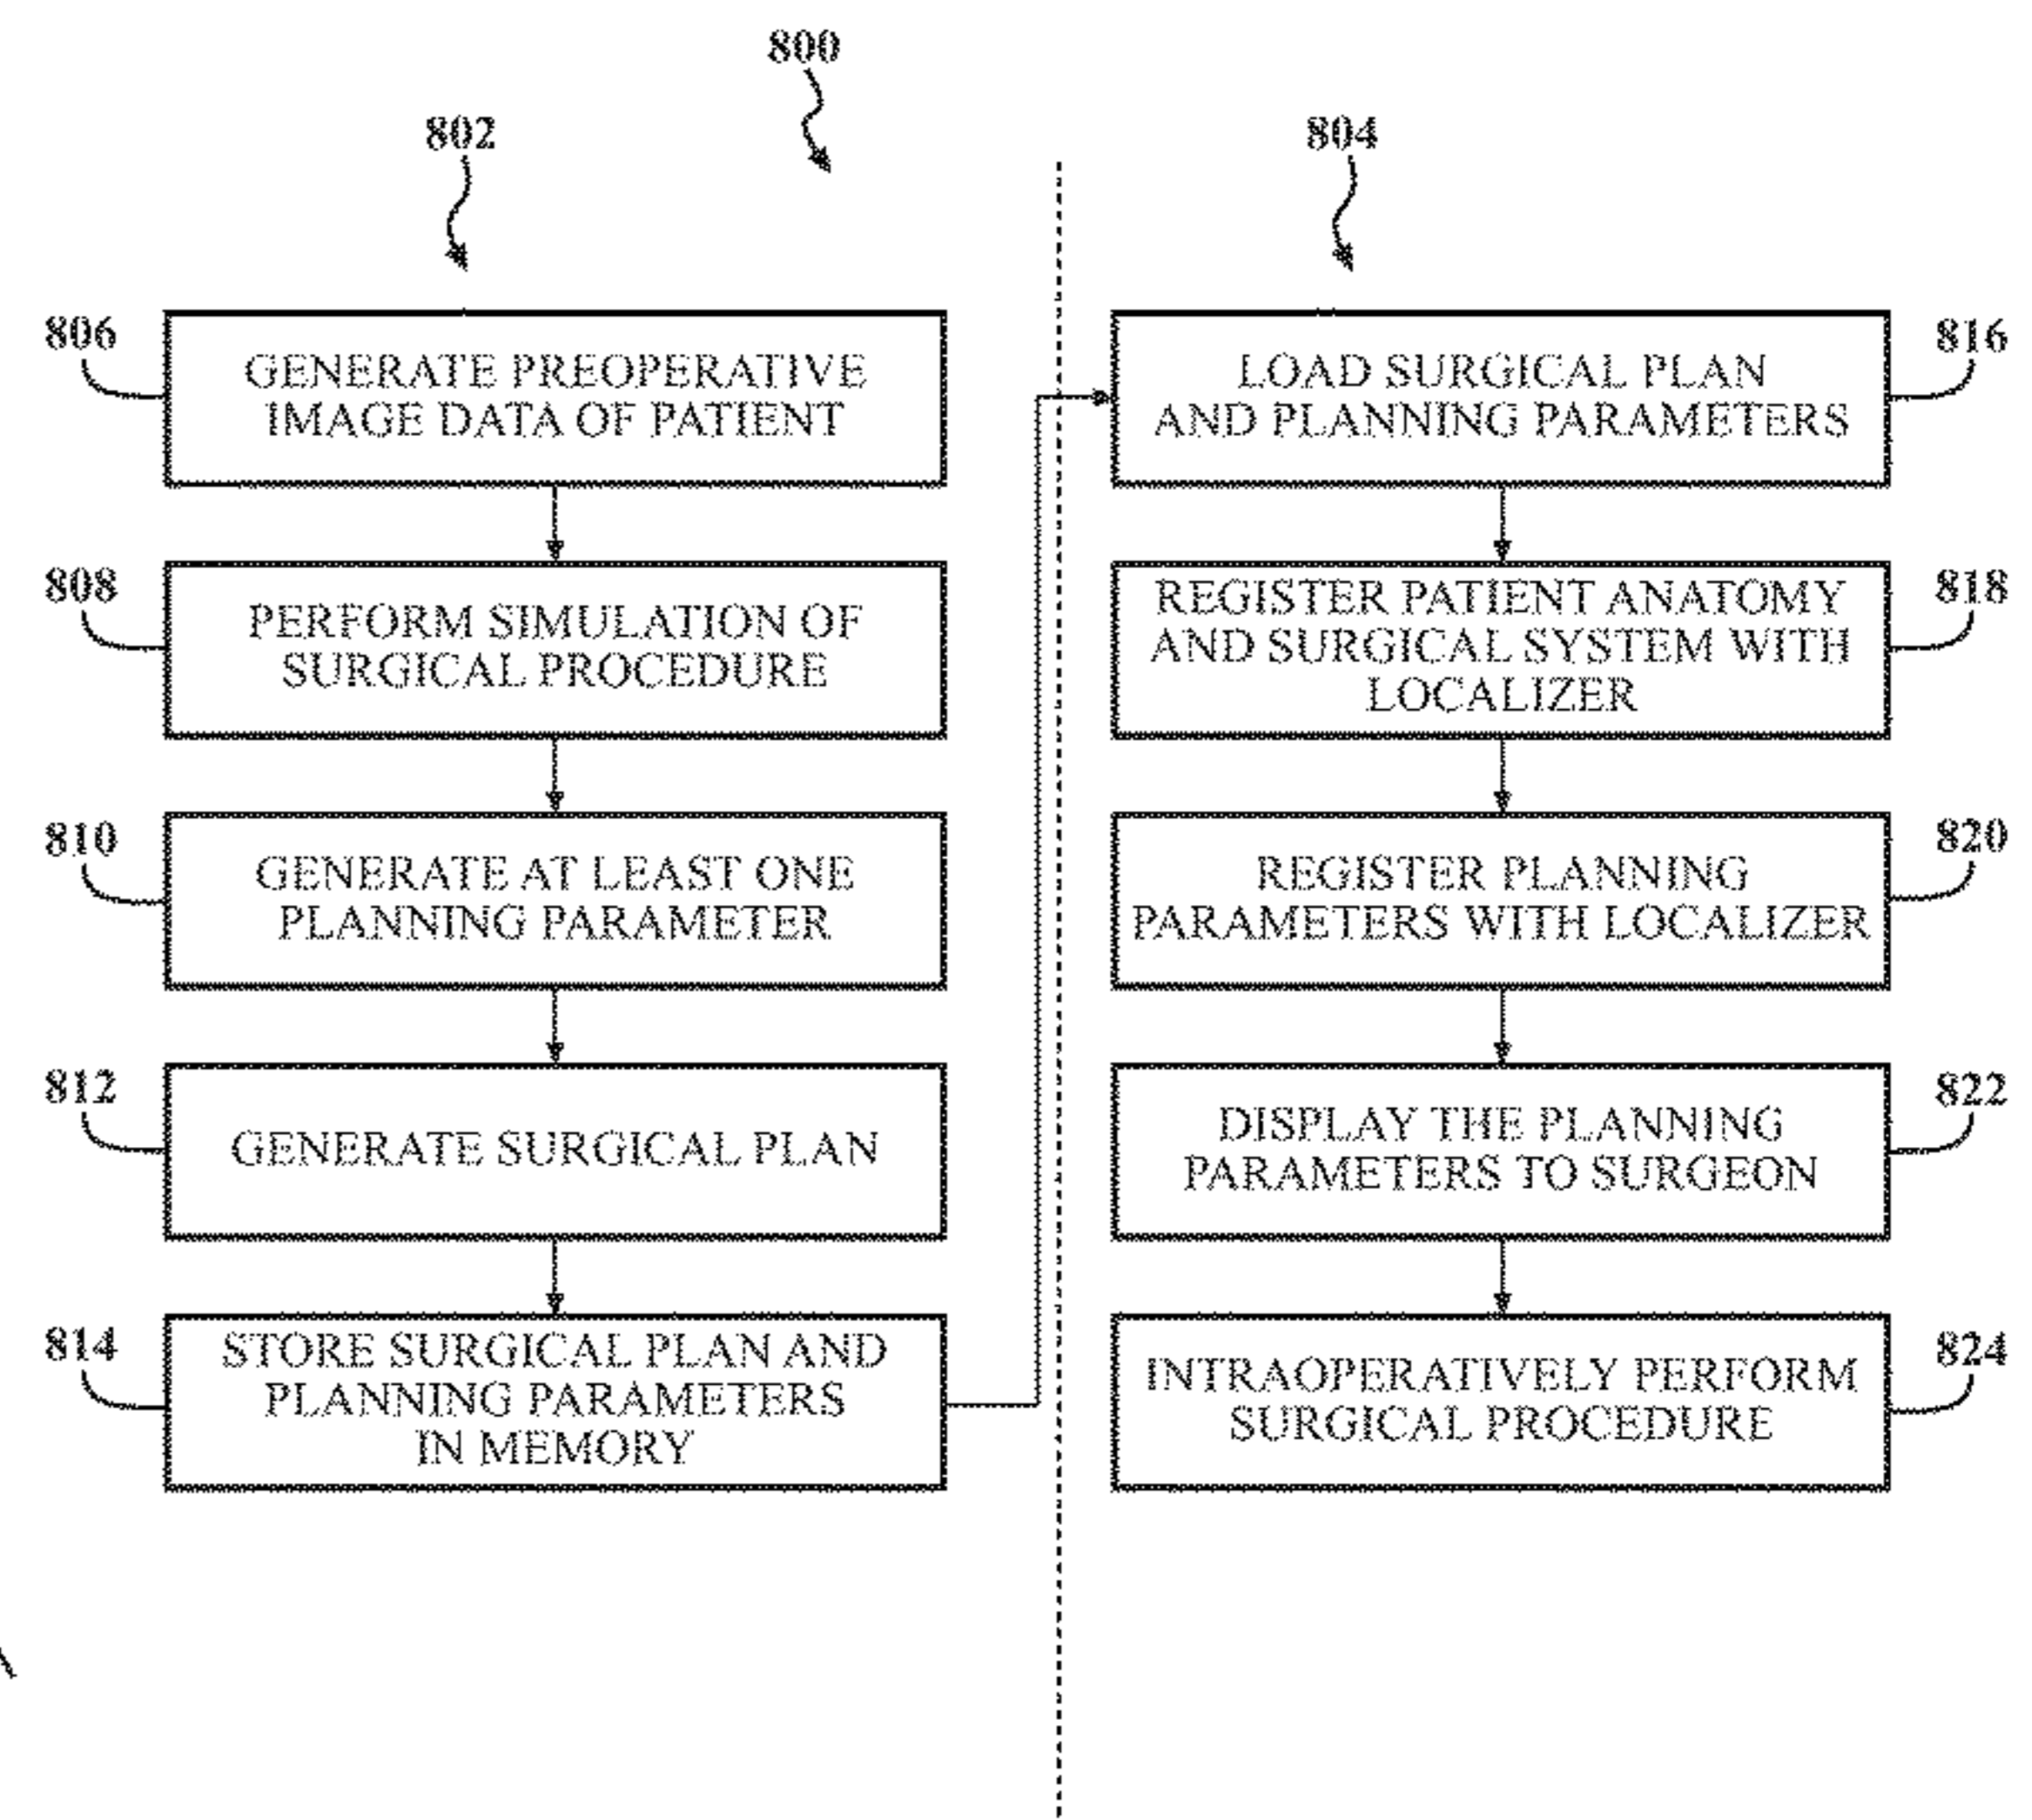 800
802
804
806
GENERATE PREOPERATIVE
IMAGE DATA OF PATIENT
808
PERFORM SIMULATION OF
SURGICAL PROCEDURE
810
GENERATE AT LEAST ONE
PLANNING PARAMETER
812
GENERATE SURGICAL PLAN
814
STORE SURGICAL PLAN AND
PLANNING PARAMETERS
IN MEMORY
LOAD SURGICAL PLAN
AND PLANNING PARAMETERS
816
REGISTER PATIENT ANATOMY
AND SURGICAL SYSTEM WITH
LOCALIZER
818
REGISTER PLANNING
PARAMETERS WITH LOCALIZER
820
DISPLAY THE PLANNING
PARAMETERS TO SURGEON
822
INTRAOPERATIVELY PERFORM
SURGICAL PROCEDURE
824